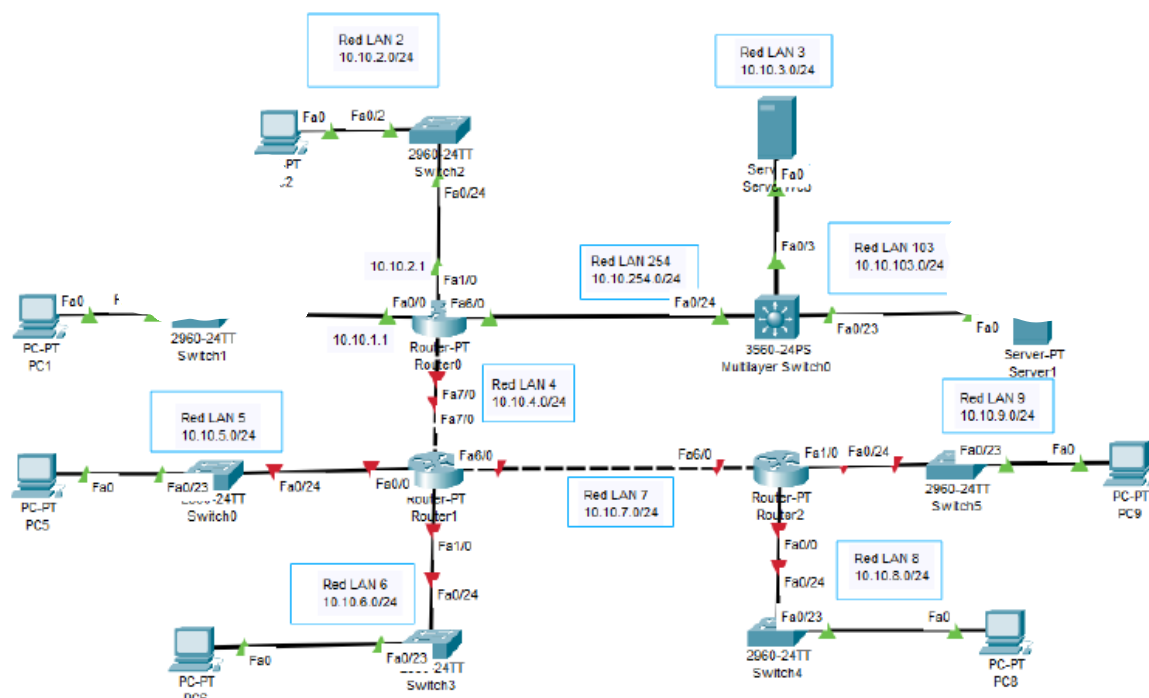 Red LAN 2
10.10.2.0/24
Red LAN 3
10.10.3.0/24
Fa0
Fa0/2
2960-24TT
Switch2
Fa0/24
Fa0
Fa0/3
Red LAN 254
10.10.254.0/24
Red LAN 103
10.10.103.0/24
10.10.2.1
Fa1/0
Fa0
Fa0/0
Fa6/0
Fa0/24
Fa0/23
Fa0
PC-PT
PC1
2960-24TT
Switch1
10.10.1.1
Router-PT
Router0
3560-24PS
Multilayer Switch0
Server-PT
Server1
Fa7/0
Fa7/0
Red LAN 4
10.10.4.0/24
Red LAN 5
10.10.5.0/24
Red LAN 9
10.10.9.0/24
Fa0
Fa0/23
Fa0/24
Fa0/0
Fa6/0
Fa6/0
Fa1/0
Fa0/24
Fa0/23
Fa0
PC-PT
PC5
Switch0
Router-PT
Router1
Red LAN 7
10.10.7.0/24
Router-PT
Router2
2960-24TT
Switch5
PC-PT
PC9
Fa1/0
Fa0/24
Red LAN 6
10.10.6.0/24
Fa0/0
Fa0/24
Red LAN 8
10.10.8.0/24
Fa0
Fa0/23
Switch3
PC-PT
Fa0/23
Fa0
2960-24TT
Switch4
PC-PT
PC8